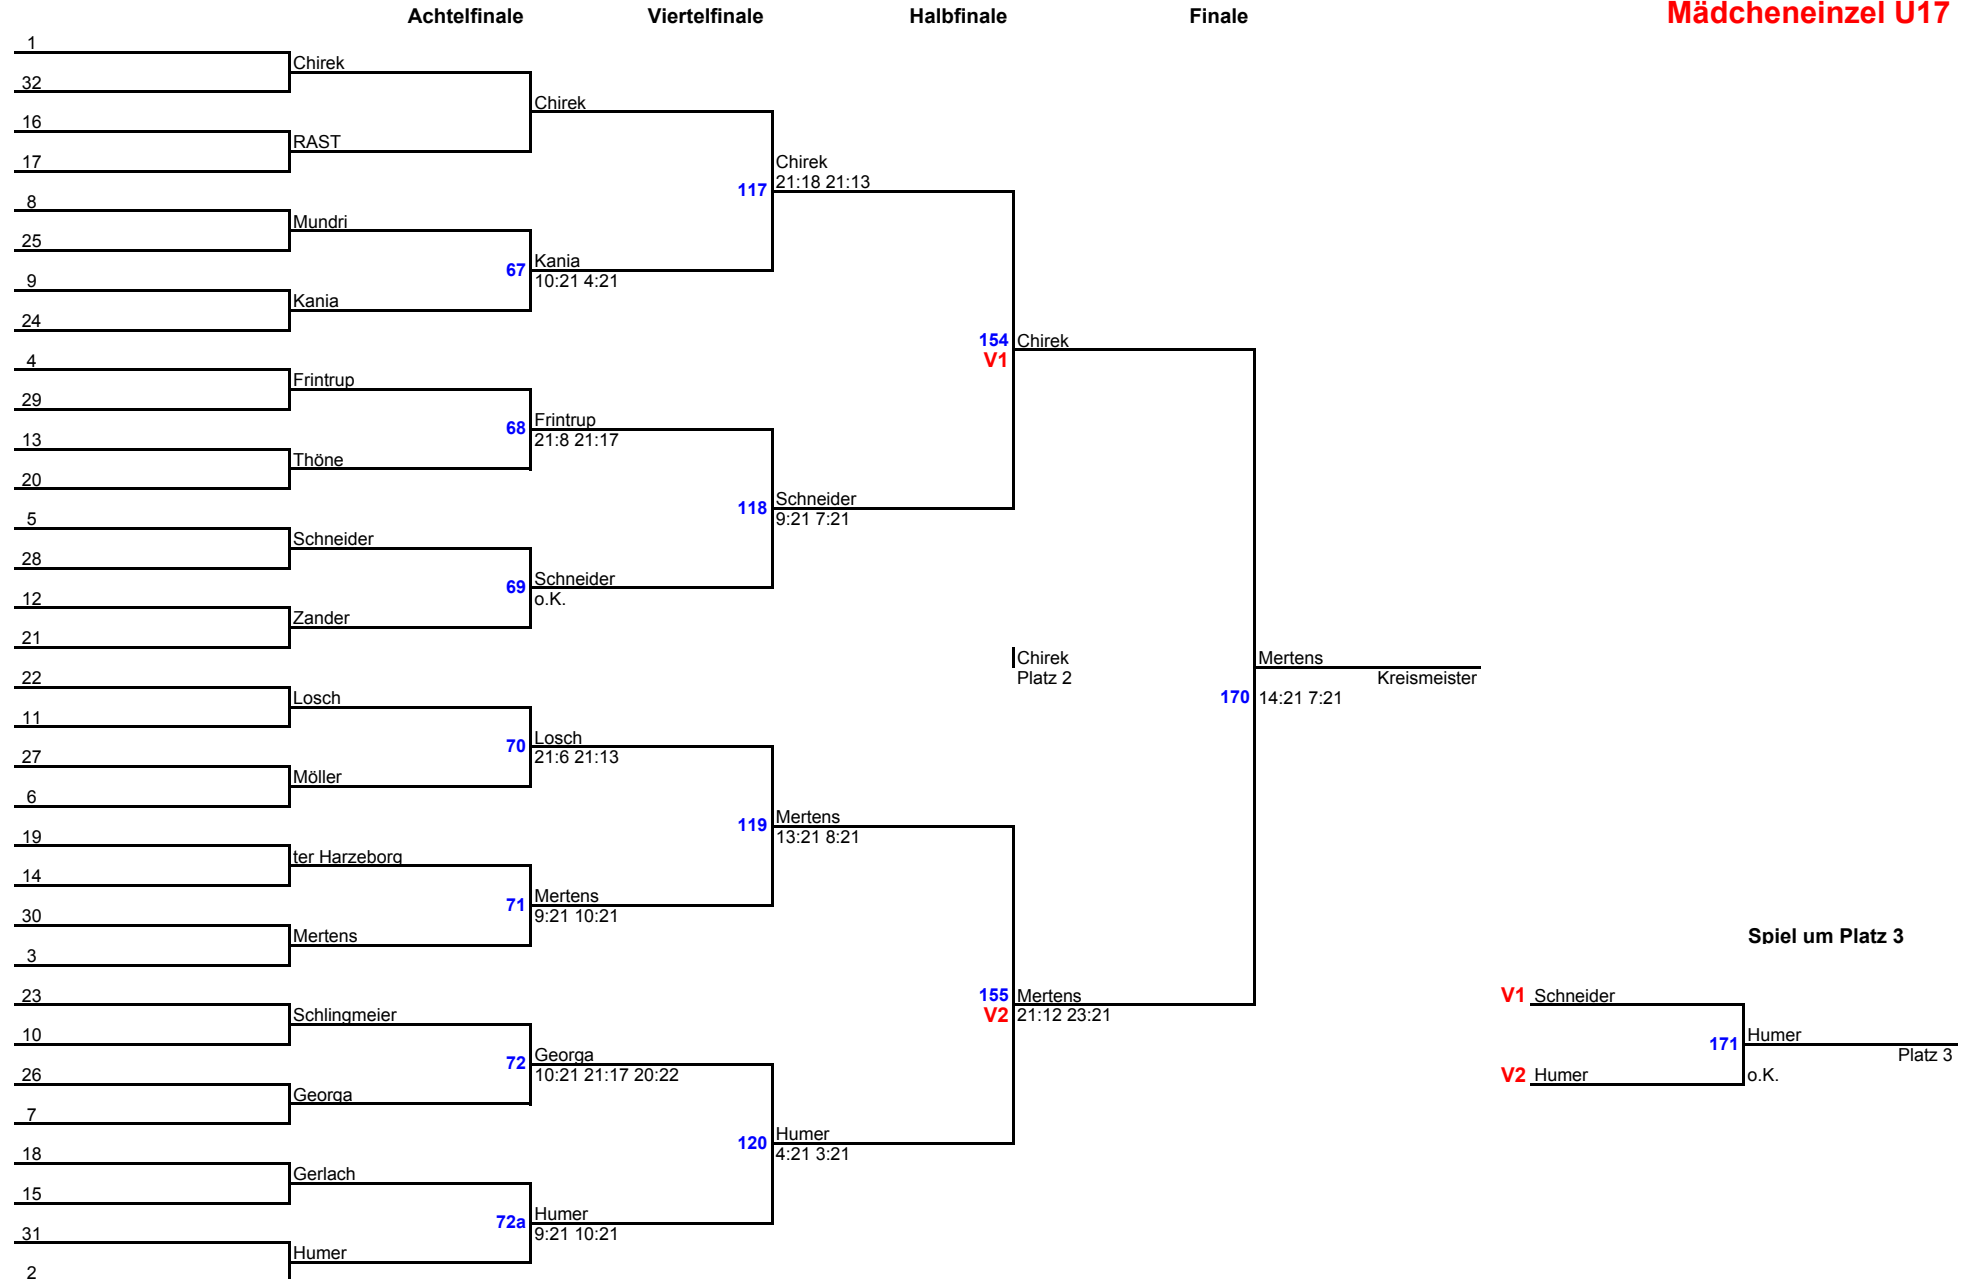 Achtelfinale Viertelfinale Halbfinale Finale Mädcheneinzel U17
1
Chirek
32
Chirek
16
RAST
17
Chirek
117 21:18 21:13
8
Mundri
25
67 Kania
10:21 4:21
9
Kania
24
154 Chirek
V1
4
Frintrup
29
68 Frintrup
21:8 21:17
13
Thöne
20
118 Schneider
9:21 7:21
5
Schneider
28
69 Schneider
o.K.
12
Zander
21
Chirek
Platz 2
Mertens
Kreismeister
170 14:21 7:21
22
Losch
11
70 Losch
21:6 21:13
27
Möller
6
119 Mertens
13:21 8:21
19
ter Harzeborg
14
71 Mertens
9:21 10:21
30
Mertens
3
Spiel um Platz 3
155 Mertens
V2 21:12 23:21
V1 Schneider
171 Humer
Platz 3
V2 Humer
o.K.
23
Schlingmeier
10
72 Georga
10:21 21:17 20:22
26
Georga
7
120 Humer
4:21 3:21
18
Gerlach
15
72a Humer
9:21 10:21
31
Humer
2